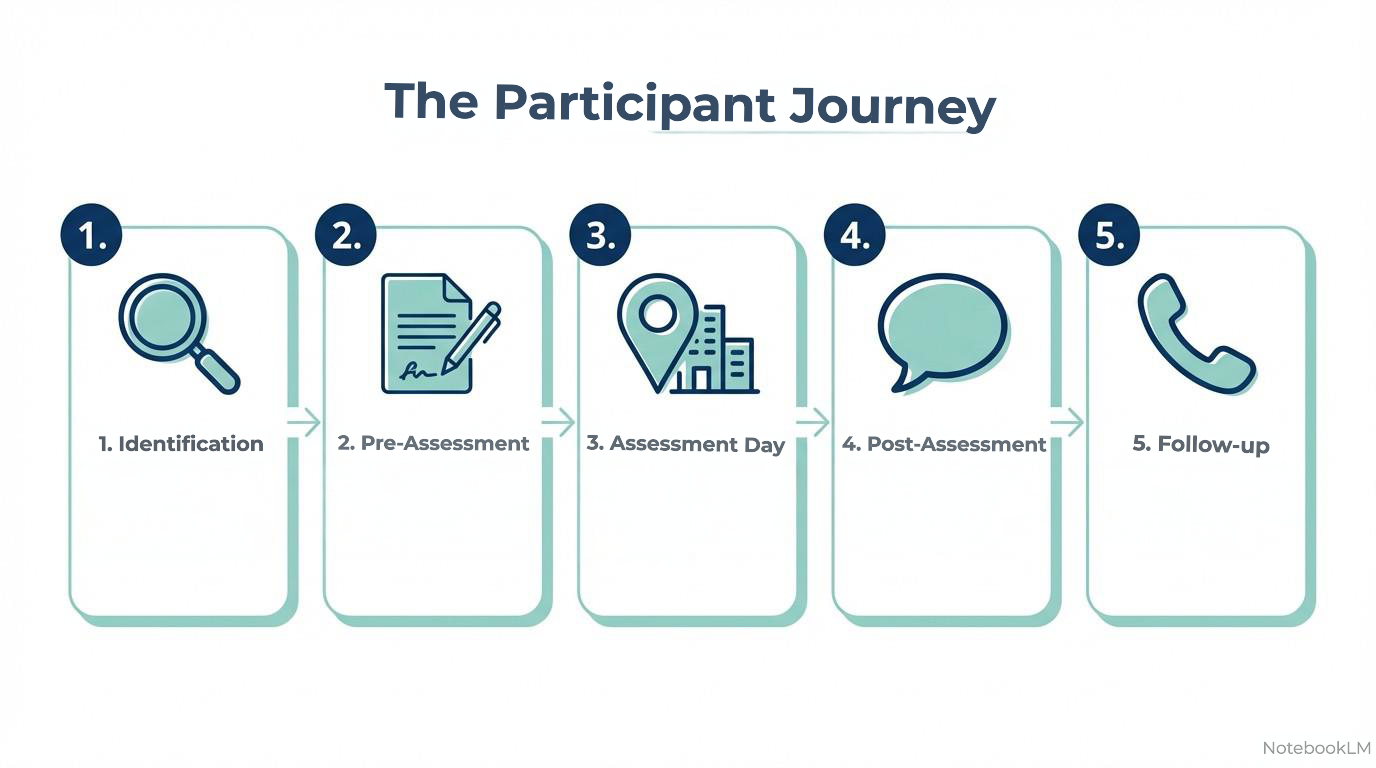 The Participant Journey
1.
2.
3.
4.
5.
1. Identification
2. Pre-Assessment
3. Assessment Day
4. Post-Assessment
5. Follow-up
NotebookLM